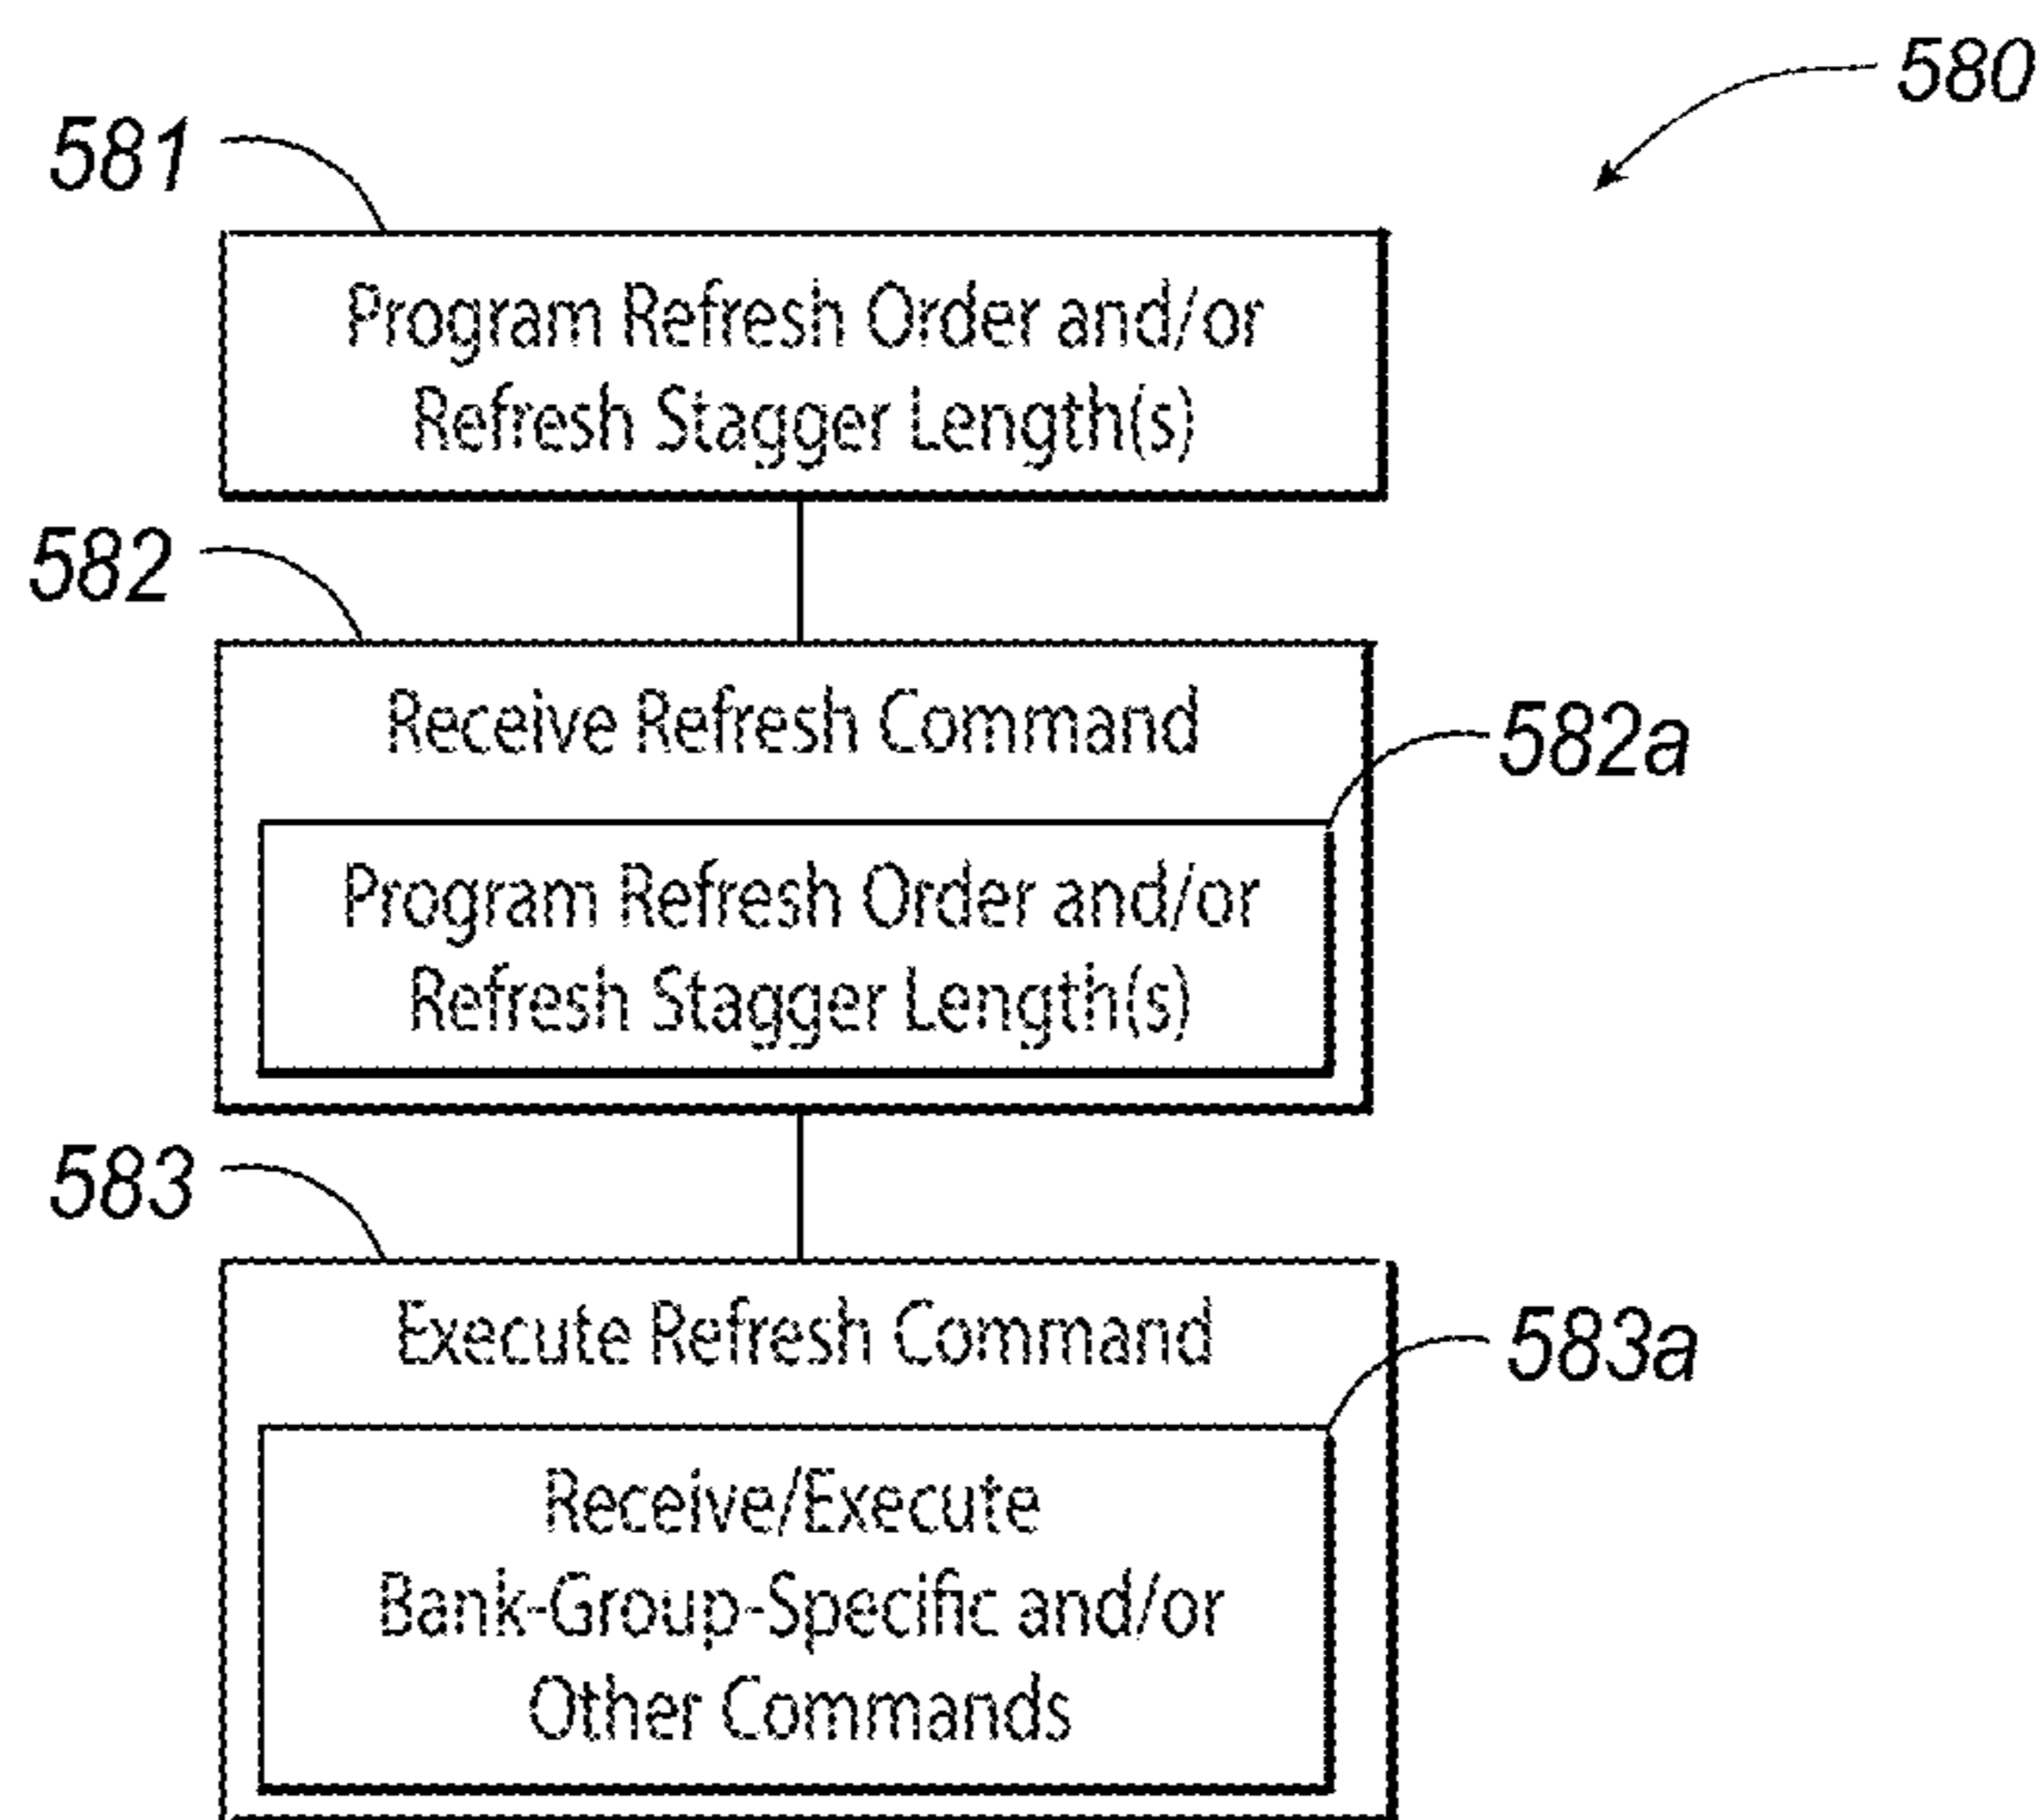 580
581
Program Refresh Order and/or
Refresh Stagger Length(s)
582
Receive Refresh Command
582a
Program Refresh Order and/or
Refresh Stagger Length(s)
583
Execute Refresh Command
583a
Receive/Execute
Bank-Group-Specific and/or
Other Commands